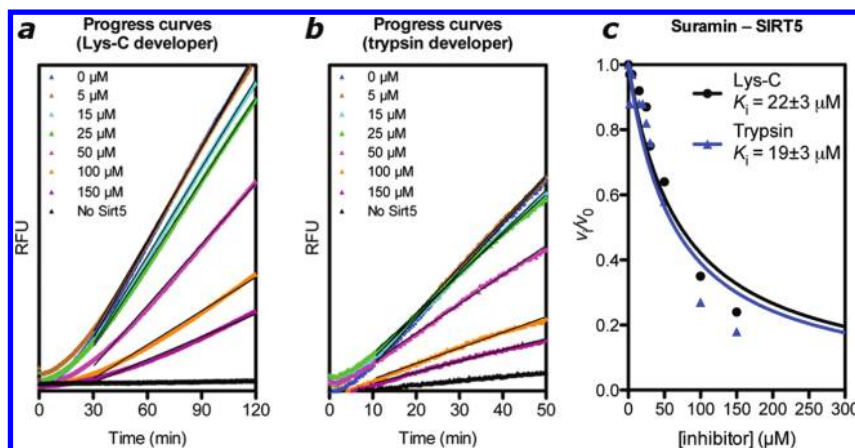 a
Progress curves
(Lys-C developer)
0 µM
5 µM
15 µM
25 µM
50 µM
100 µM
150 µM
No Sirt5
RFU
0
30
60
90
120
Time (min)
b
Progress curves
(trypsin developer)
0 µM
5 µM
15 µM
25 µM
50 µM
100 µM
150 µM
No Sirt5
RFU
0
10
20
30
40
50
Time (min)
c
Suramin – SIRT5
Lys-C
Ki = 22±3 µM
Trypsin
Ki = 19±3 µM
vi/v0
1.0
0.8
0.6
0.4
0.2
0.0
0
50
100
150
200
250
300
[inhibitor] (µM)